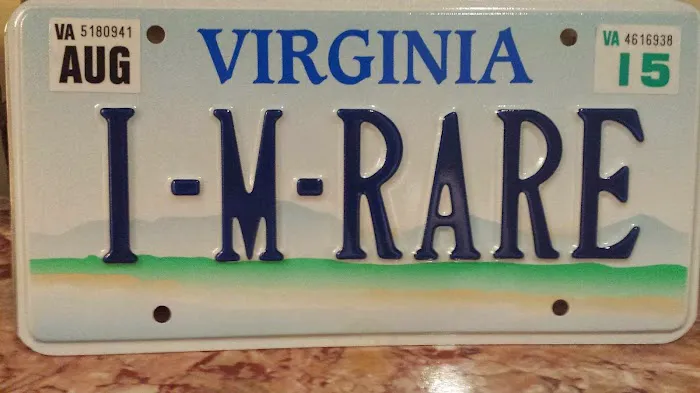 VA 5180941
AUG
VIRGINIA
VA 4616938
15
I-M-RARE